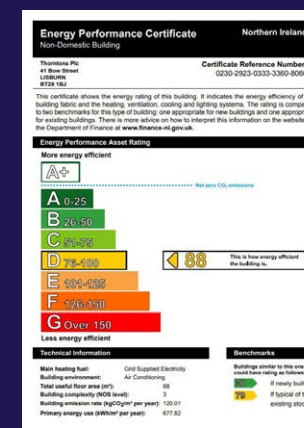 Energy Performance Certificate
Northern Ireland
Non-Domestic Building
Thorntons Plc
41 Bow Street
LISBURN
BT28 1BJ
Certificate Reference Number
0230-2923-0333-3360-8060
This certificate shows the energy rating of this building. It indicates the energy efficiency of
building fabric and the heating, ventilation, cooling and lighting systems. The rating is comp
to two benchmarks for this type of building: one appropriate for new buildings and one approp
for existing buildings. There is more advice on how to interpret this information on the website
the Department of Finance at www.finance-ni.gov.uk.
Energy Performance Asset Rating
More energy efficient
A+
Net zero CO₂ emissions
A 0-25
B 26-50
C 51-75
D 76-100
88
This is how energy efficient
the building is.
E 101-125
F 126-150
G Over 150
Less energy efficient
Technical Information
Main heating fuel: Grid Supplied Electricity
Building environment: Air Conditioning
Total useful floor area (m²): 68
Building complexity (NOS level): 3
Building emission rate (kgCO₂/m² per year): 120.01
Primary energy use (kWh/m² per year): 677.82
Benchmarks
Buildings similar to this one
could have rating as follows
If newly buil
79
If typical of t
existing stoc